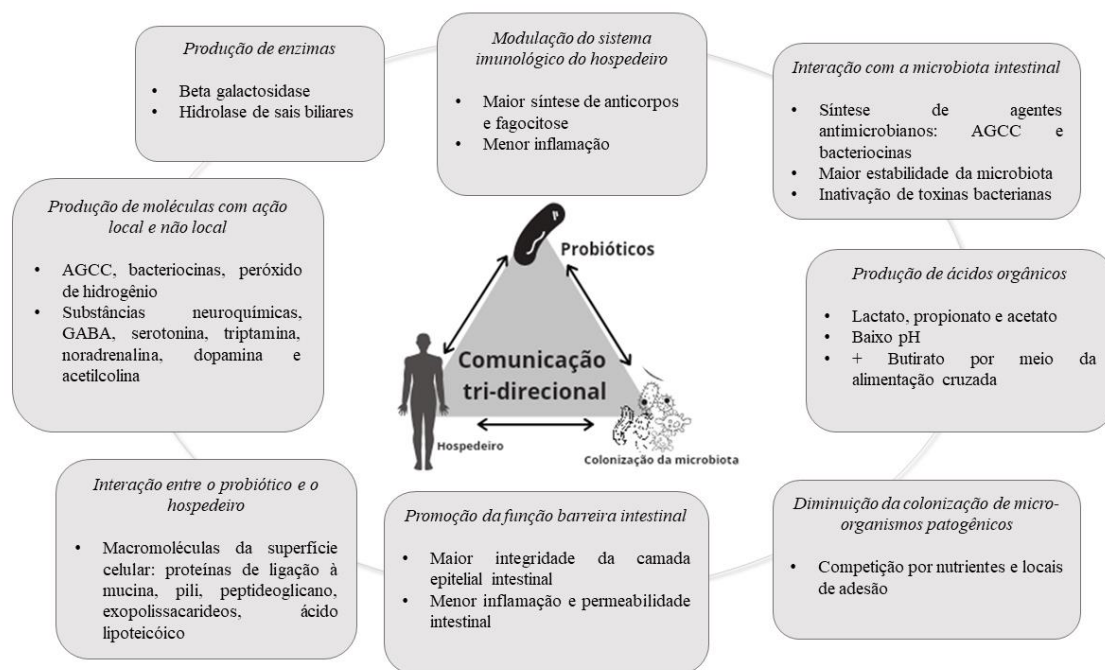 Produção de enzimas
• Beta galactosidase
• Hidrolase de sais biliares
Modulação do sistema
imunológico do hospedeiro
• Maior síntese de anticorpos
e fagocitose
• Menor inflamação
Interação com a microbiota intestinal
• Síntese de agentes
antimicrobianos: AGCC e
bacteriocinas
• Maior estabilidade da microbiota
• Inativação de toxinas bacterianas
Produção de moléculas com ação
local e não local
• AGCC, bacteriocinas, peróxido
de hidrogênio
• Substâncias neuroquímicas,
GABA, serotonina, triptamina,
noradrenalina, dopamina e
acetilcolina
Probióticos
Comunicação
tri-direcional
Hospedeiro
Colonização da microbiota
Produção de ácidos orgânicos
• Lactato, propionato e acetato
• Baixo pH
• + Butirato por meio da
alimentação cruzada
Interação entre o probiótico e o
hospedeiro
• Macromoléculas da superfície
celular: proteínas de ligação à
mucina, pili, peptideoglicano,
exopolissacarideos, ácido
lipoteicóico
Promoção da função barreira intestinal
• Maior integridade da camada
epitelial intestinal
• Menor inflamação e permeabilidade
intestinal
Diminuição da colonização de micro-
organismos patogênicos
• Competição por nutrientes e locais
de adesão